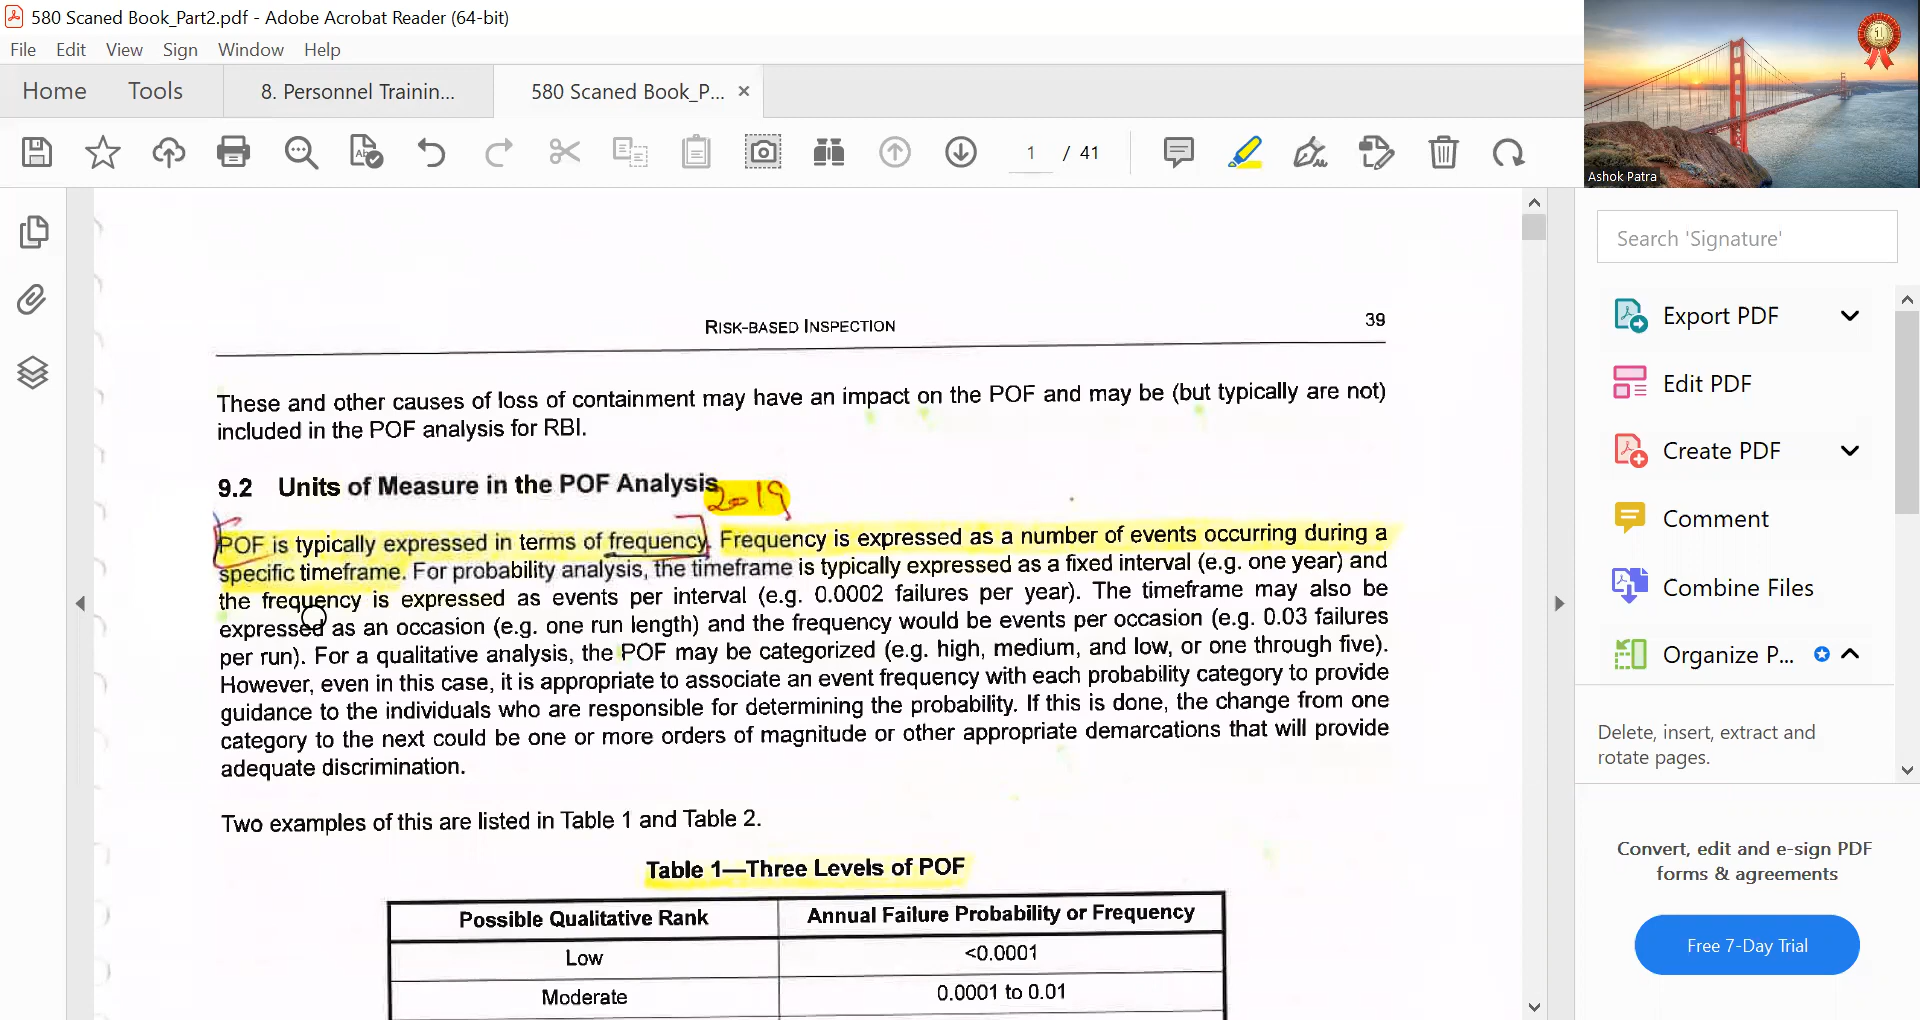 580 Scaned Book_Part2.pdf - Adobe Acrobat Reader (64-bit)
File Edit View Sign Window Help
Home Tools 8. Personnel Trainin... 580 Scaned Book_P... ×
1 / 41
1
Ashok Patra
RISK-BASED INSPECTION 39
These and other causes of loss of containment may have an impact on the POF and may be (but typically are not)
included in the POF analysis for RBI.
9.2 Units of Measure in the POF Analysis 2019
POF is typically expressed in terms of frequency. Frequency is expressed as a number of events occurring during a
specific timeframe. For probability analysis, the timeframe is typically expressed as a fixed interval (e.g. one year) and
the frequency is expressed as events per interval (e.g. 0.0002 failures per year). The timeframe may also be
expressed as an occasion (e.g. one run length) and the frequency would be events per occasion (e.g. 0.03 failures
per run). For a qualitative analysis, the POF may be categorized (e.g. high, medium, and low, or one through five).
However, even in this case, it is appropriate to associate an event frequency with each probability category to provide
guidance to the individuals who are responsible for determining the probability. If this is done, the change from one
category to the next could be one or more orders of magnitude or other appropriate demarcations that will provide
adequate discrimination.
Two examples of this are listed in Table 1 and Table 2.
Table 1—Three Levels of POF
Possible Qualitative Rank Annual Failure Probability or Frequency
Low <0.0001
Moderate 0.0001 to 0.01
Search 'Signature'
Export PDF
Edit PDF
Create PDF
Comment
Combine Files
Organize P...
Delete, insert, extract and
rotate pages.
Convert, edit and e-sign PDF
forms & agreements
Free 7-Day Trial